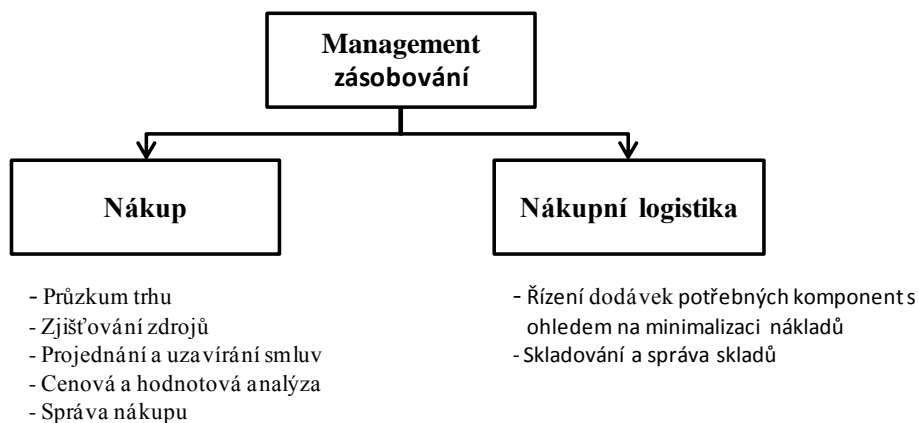 Management
zásobování
Nákup
- Průzkum trhu
- Zjišťování zdrojů
- Projednání a uzavírání smluv
- Cenová a hodnotová analýza
- Správa nákupu
Nákupní logistika
- Řízení dodávek potřebných komponent s
ohledem na minimalizaci nákladů
- Skladování a správa skladů